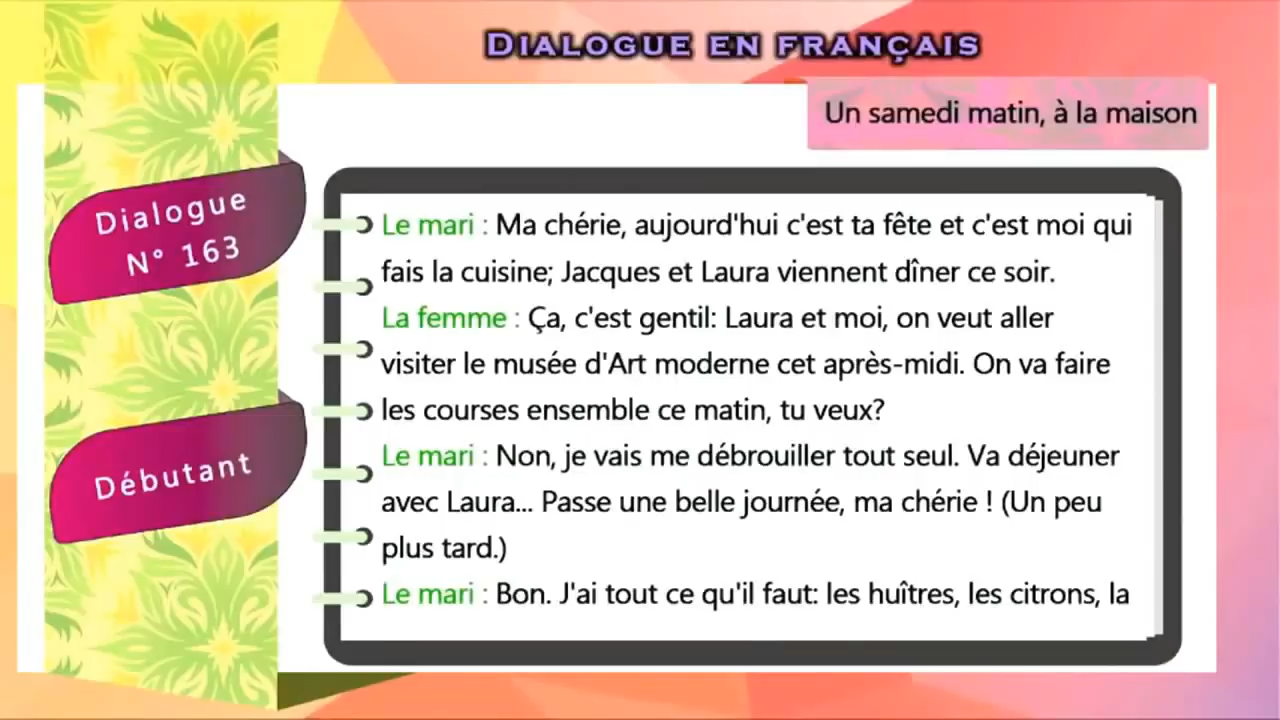 Dialogue en français
Un samedi matin, à la maison
Dialogue
N° 163
Débutant
Le mari : Ma chérie, aujourd'hui c'est ta fête et c'est moi qui
fais la cuisine; Jacques et Laura viennent dîner ce soir.
La femme : Ça, c'est gentil: Laura et moi, on veut aller
visiter le musée d'Art moderne cet après-midi. On va faire
les courses ensemble ce matin, tu veux?
Le mari : Non, je vais me débrouiller tout seul. Va déjeuner
avec Laura... Passe une belle journée, ma chérie ! (Un peu
plus tard.)
Le mari : Bon. J'ai tout ce qu'il faut: les huîtres, les citrons, la